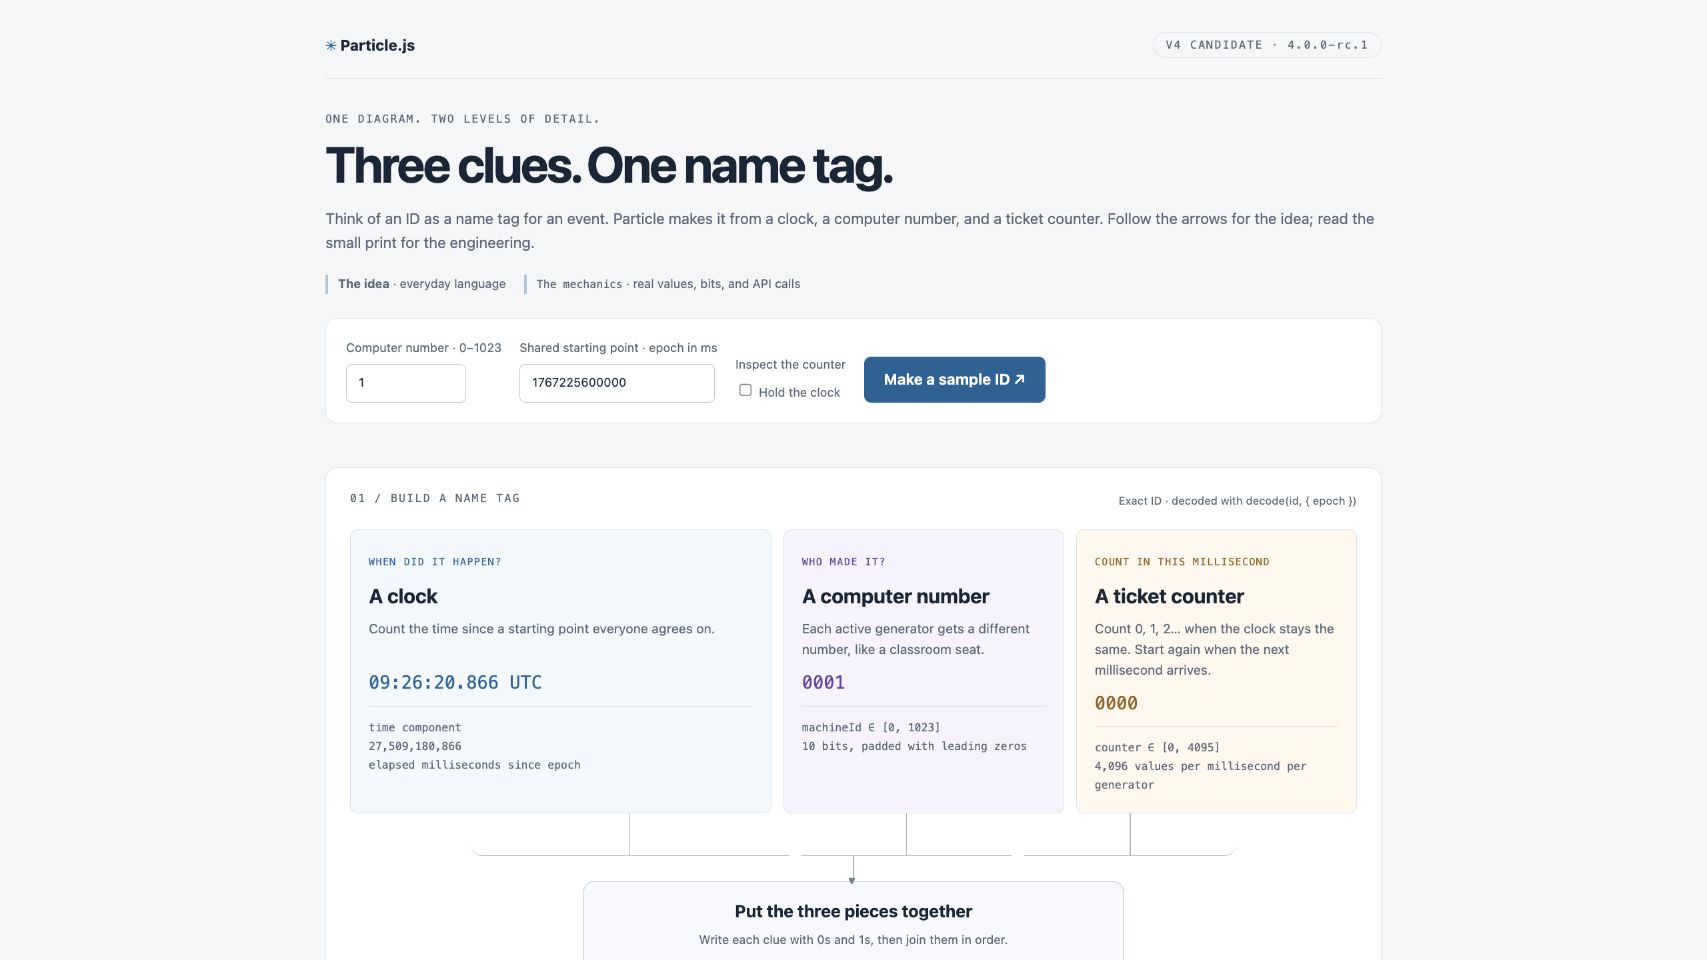 ✳ Particle.js
V4 CANDIDATE · 4.0.0-rc.1
ONE DIAGRAM. TWO LEVELS OF DETAIL.
Three clues. One name tag.
Think of an ID as a name tag for an event. Particle makes it from a clock, a computer number, and a ticket counter. Follow the arrows for the idea; read the
small print for the engineering.
The idea · everyday language
The mechanics · real values, bits, and API calls
Computer number · 0–1023
1
Shared starting point · epoch in ms
1767225600000
Inspect the counter
Hold the clock
Make a sample ID ↗
01 / BUILD A NAME TAG
Exact ID · decoded with decode(id, { epoch })
WHEN DID IT HAPPEN?
A clock
Count the time since a starting point everyone agrees on.
09:26:20.866 UTC
time component
27,509,180,866
elapsed milliseconds since epoch
WHO MADE IT?
A computer number
Each active generator gets a different
number, like a classroom seat.
0001
machineId ∈ [0, 1023]
10 bits, padded with leading zeros
COUNT IN THIS MILLISECOND
A ticket counter
Count 0, 1, 2… when the clock stays the
same. Start again when the next
millisecond arrives.
0000
counter ∈ [0, 4095]
4,096 values per millisecond per
generator
Put the three pieces together
Write each clue with 0s and 1s, then join them in order.